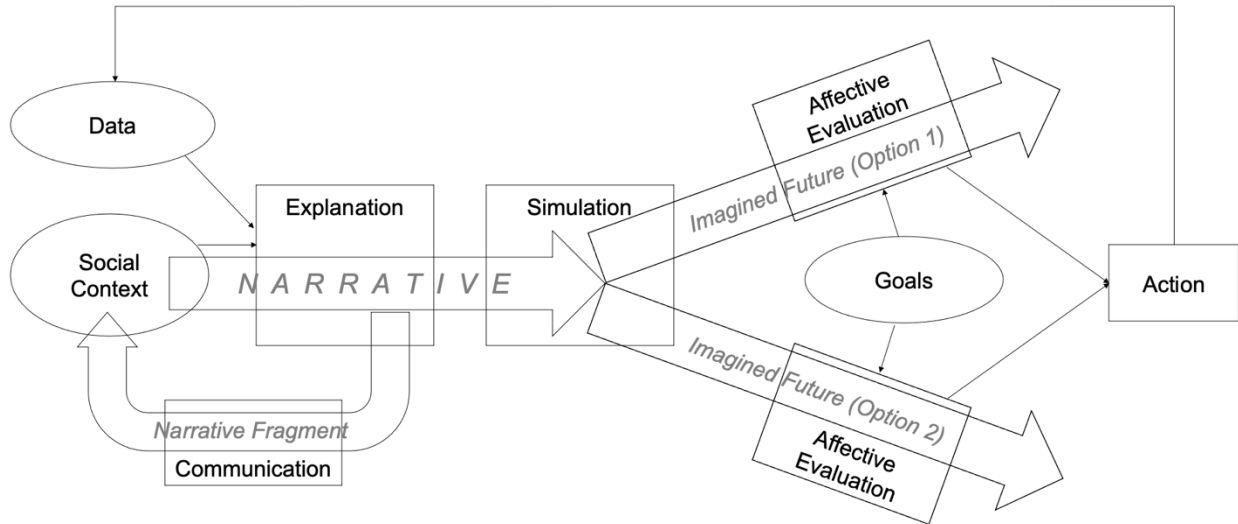 Data
Explanation
Simulation
Social
Context
N A R R A T I V E
Narrative Fragment
Communication
Affective
Evaluation
Imagined Future (Option 1)
Goals
Action
Imagined Future (Option 2)
Affective
Evaluation